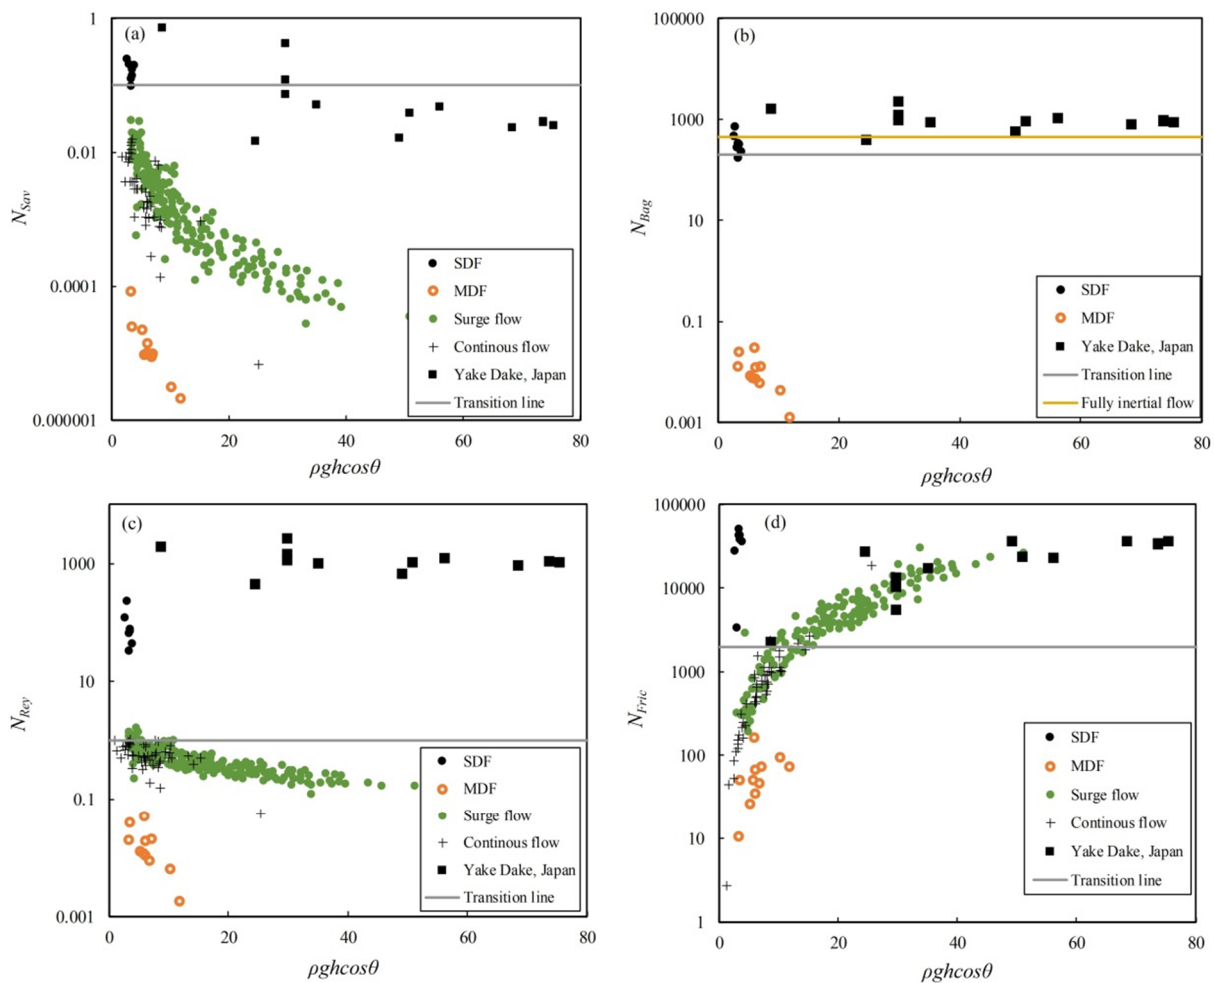 (a)
1
0.01
0.0001
0.000001
N_Sav
0 20 40 60 80
ρghcosθ
SDF
MDF
Surge flow
Continous flow
Yake Dake, Japan
Transition line
(b)
100000
1000
10
0.1
0.001
N_Bag
0 20 40 60 80
ρghcosθ
SDF
MDF
Yake Dake, Japan
Transition line
Fully inertial flow
(c)
1000
10
0.1
0.001
N_Rey
0 20 40 60 80
ρghcosθ
SDF
MDF
Surge flow
Continous flow
Yake Dake, Japan
Transition line
(d)
100000
10000
1000
100
10
1
N_Fric
0 20 40 60 80
ρghcosθ
SDF
MDF
Surge flow
Continous flow
Yake Dake, Japan
Transition line